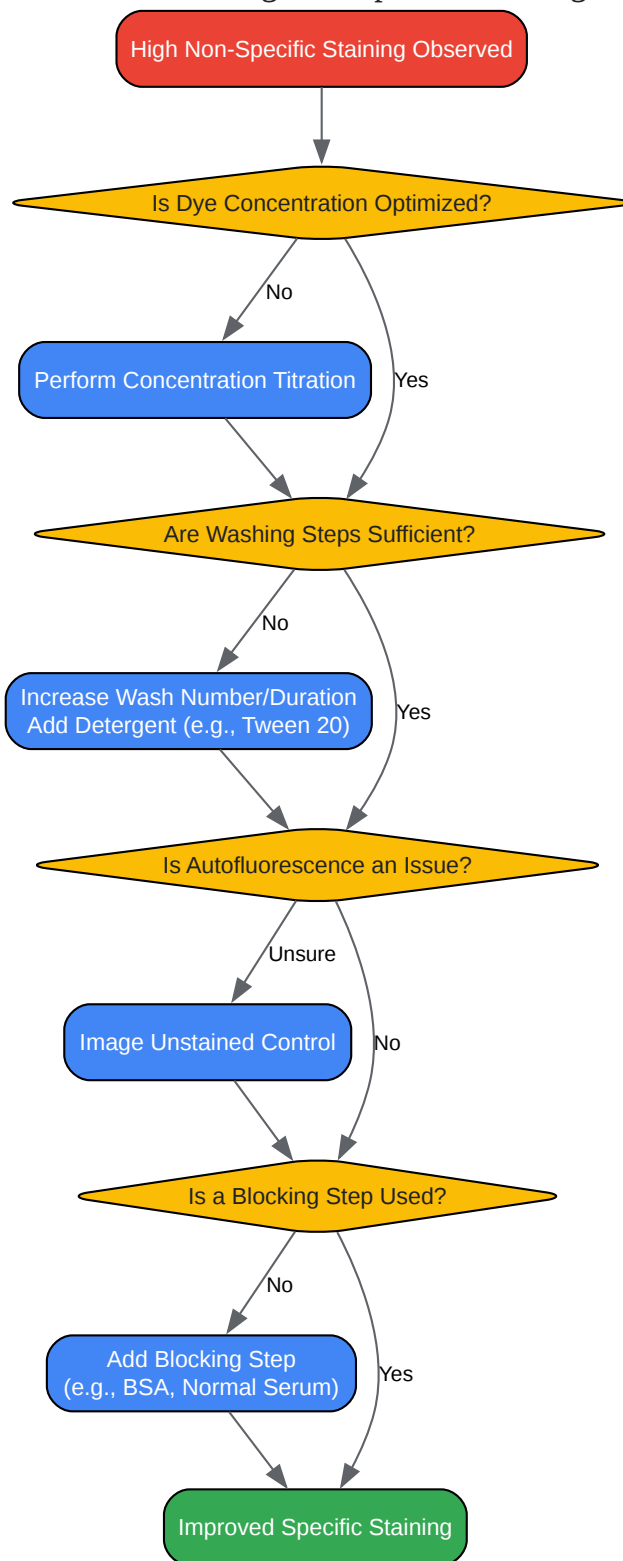 High Non-Specific Staining Observed
Is Dye Concentration Optimized?
No
Perform Concentration Titration
Yes
Are Washing Steps Sufficient?
No
Increase Wash Number/Duration
Add Detergent (e.g., Tween 20)
Yes
Is Autofluorescence an Issue?
Unsure
Image Unstained Control
No
Is a Blocking Step Used?
No
Add Blocking Step
(e.g., BSA, Normal Serum)
Yes
Improved Specific Staining